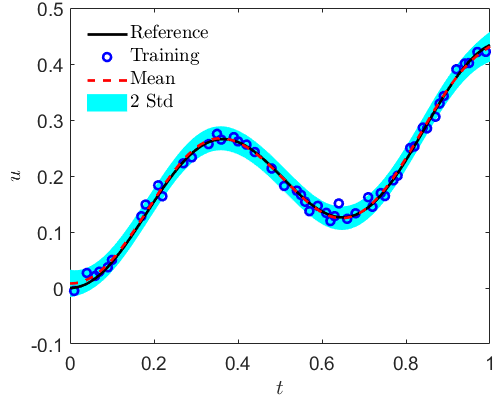 0.5
0.4
0.3
0.2
0.1
0
-0.1
u
Reference
Training
Mean
2 Std
0 0.2 0.4 0.6 0.8 1
t